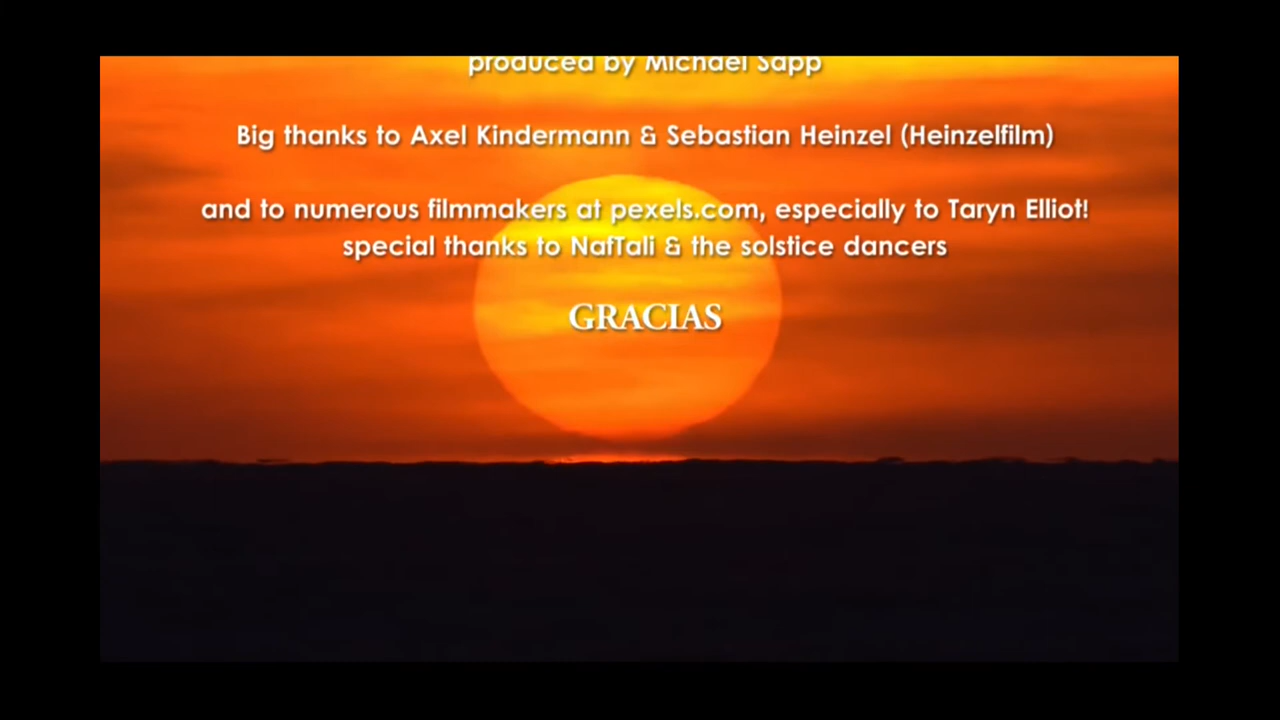 produced by Michael Sapp
Big thanks to Axel Kindermann & Sebastian Heinzel (Heinzelfilm)
and to numerous filmmakers at pexels.com, especially to Taryn Elliot!
special thanks to NafTali & the solstice dancers
GRACIAS